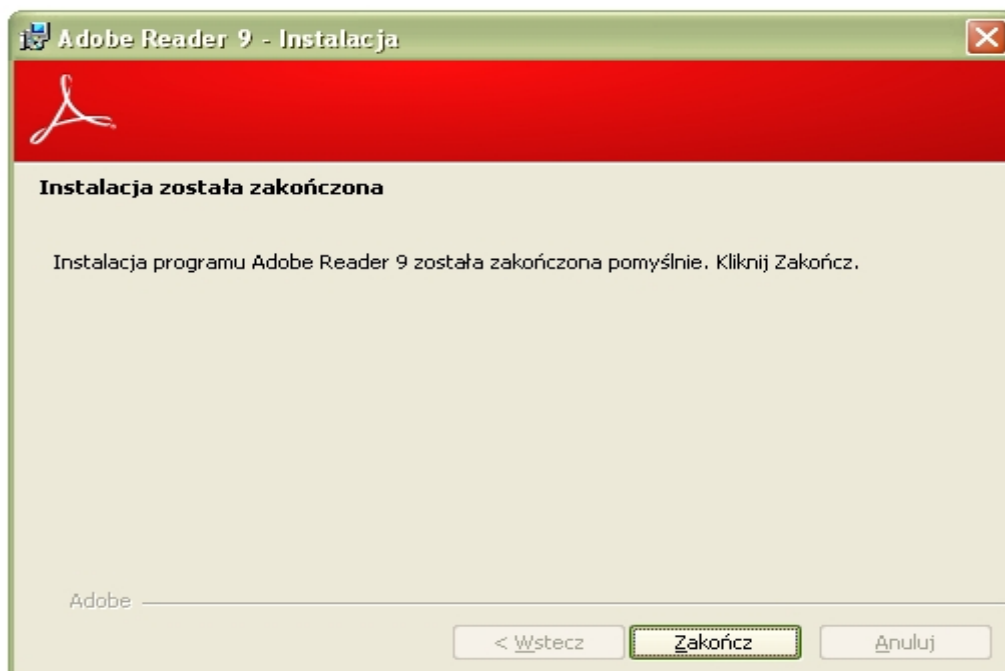 Adobe Reader 9 - Instalacja
Instalacja została zakończona
Instalacja programu Adobe Reader 9 została zakończona pomyślnie. Kliknij Zakończ.
Adobe
< Wstecz Zakończ Anuluj